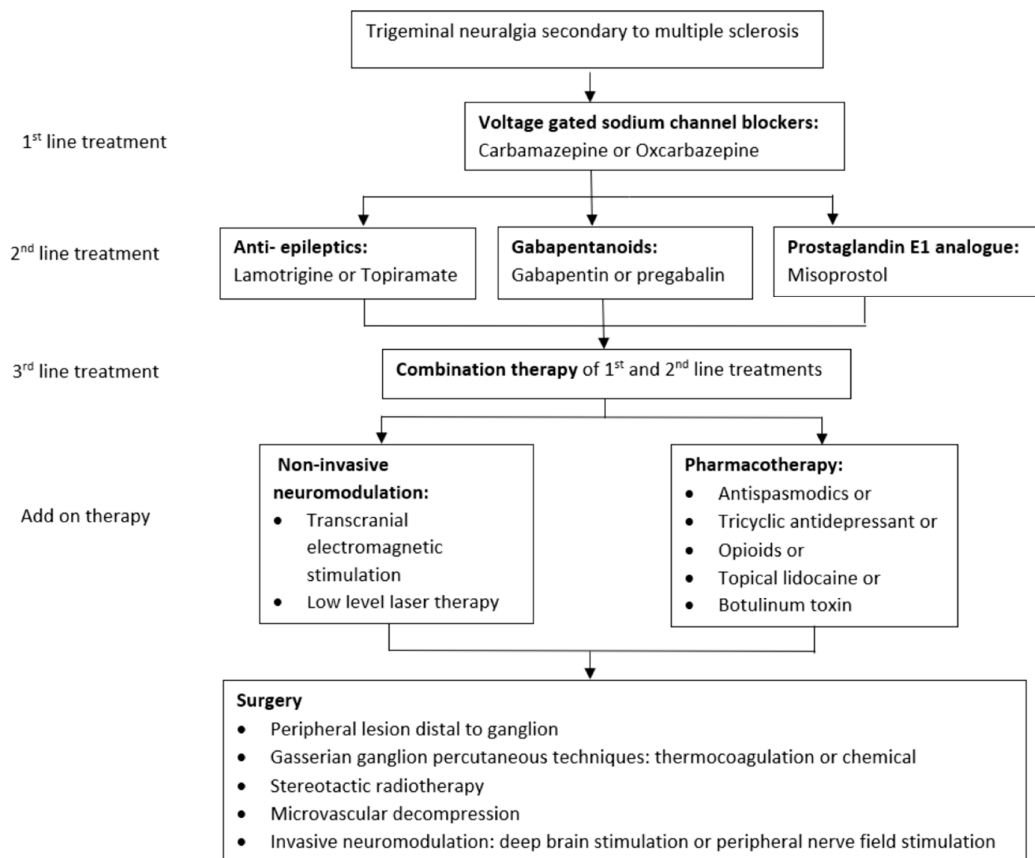 Trigeminal neuralgia secondary to multiple sclerosis
1st line treatment
Voltage gated sodium channel blockers:
Carbamazepine or Oxcarbazepine
2nd line treatment
Anti- epileptics:
Lamotrigine or Topiramate
Gabapentanoids:
Gabapentin or pregabalin
Prostaglandin E1 analogue:
Misoprostol
3rd line treatment
Combination therapy of 1st and 2nd line treatments
Add on therapy
Non-invasive
neuromodulation:
• Transcranial
electromagnetic
stimulation
• Low level laser therapy
Pharmacotherapy:
• Antispasmodics or
• Tricyclic antidepressant or
• Opioids or
• Topical lidocaine or
• Botulinum toxin
Surgery
• Peripheral lesion distal to ganglion
• Gasserian ganglion percutaneous techniques: thermocoagulation or chemical
• Stereotactic radiotherapy
• Microvascular decompression
• Invasive neuromodulation: deep brain stimulation or peripheral nerve field stimulation